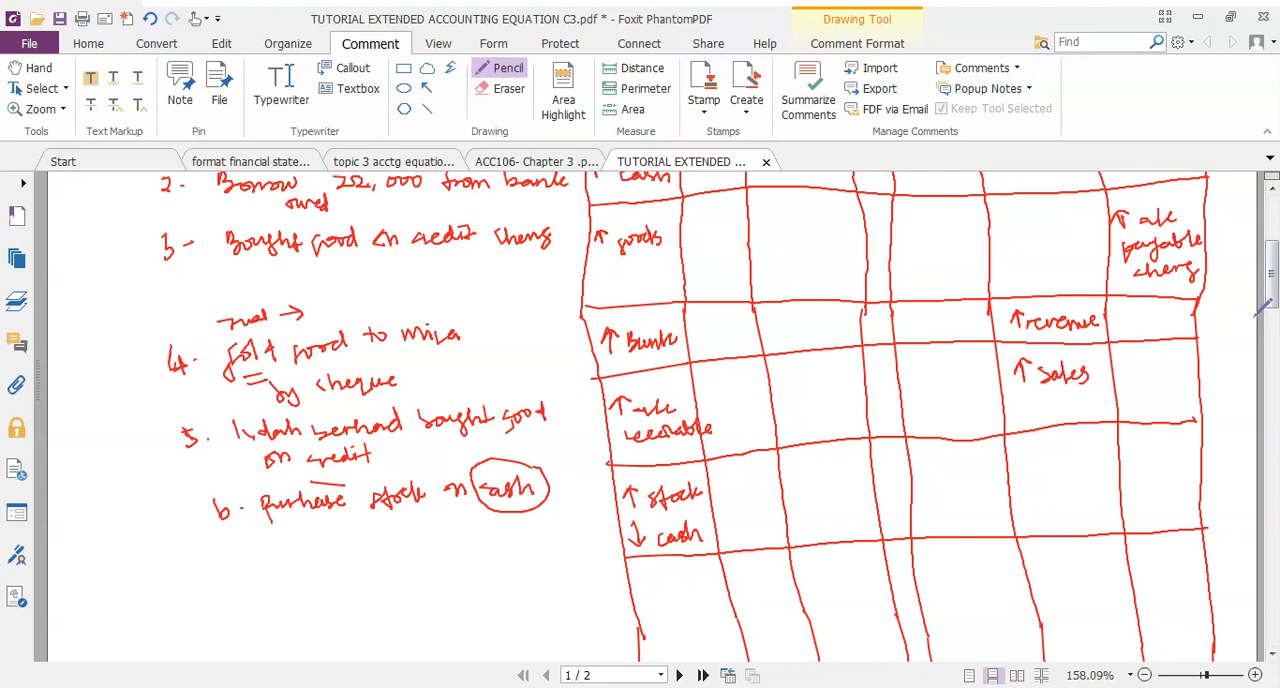 TUTORIAL EXTENDED ACCOUNTING EQUATION C3.pdf * - Foxit PhantomPDF
Drawing Tool
File Home Convert Edit Organize Comment View Form Protect Connect Share Help Comment Format Find
Hand
Select
Zoom
Tools
Text Markup
Note
File
Pin
Typewriter
Callout
Textbox
Typewriter
Pencil
Eraser
Drawing
Area Highlight
Distance
Perimeter
Area
Measure
Stamp
Create
Stamps
Summarize Comments
Import
Export
FDF via Email
Comments
Popup Notes
Keep Tool Selected
Manage Comments
Start
format financial state...
topic 3 acctg equatio...
ACC106- Chapter 3 .p...
TUTORIAL EXTENDED ...
2- Borrow from bank
↑ cash
3- Bought good on credit cheng
↑ goods
↑ a/c payable cheng
4. good to
by cheque
↑ Bank
↑ revenue
5. berhad bought good
on credit
↑ a/c receivable
↑ sales
6. purchase stock on cash
↑ stock
↓ cash
1 / 2
158.09%